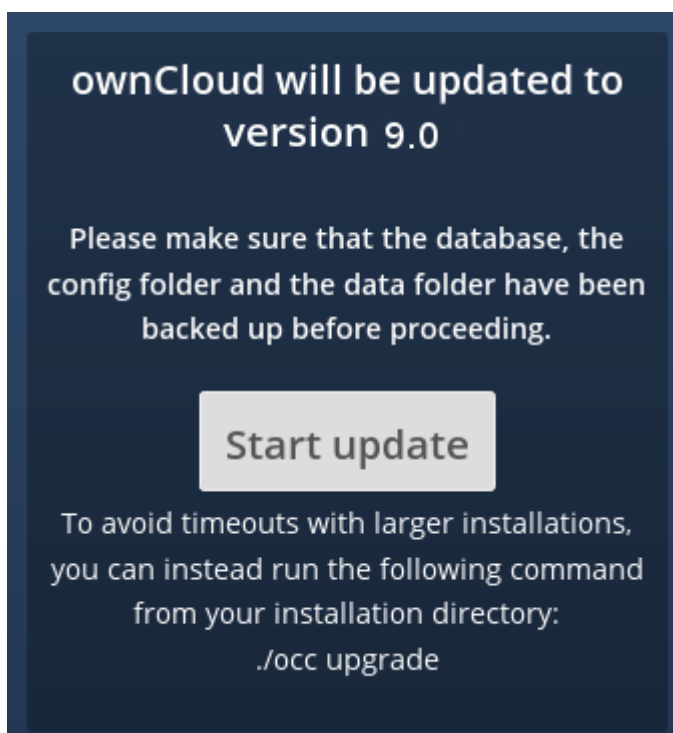 ownCloud will be updated to
version 9.0
Please make sure that the database, the
config folder and the data folder have been
backed up before proceeding.
Start update
To avoid timeouts with larger installations,
you can instead run the following command
from your installation directory:
./occ upgrade